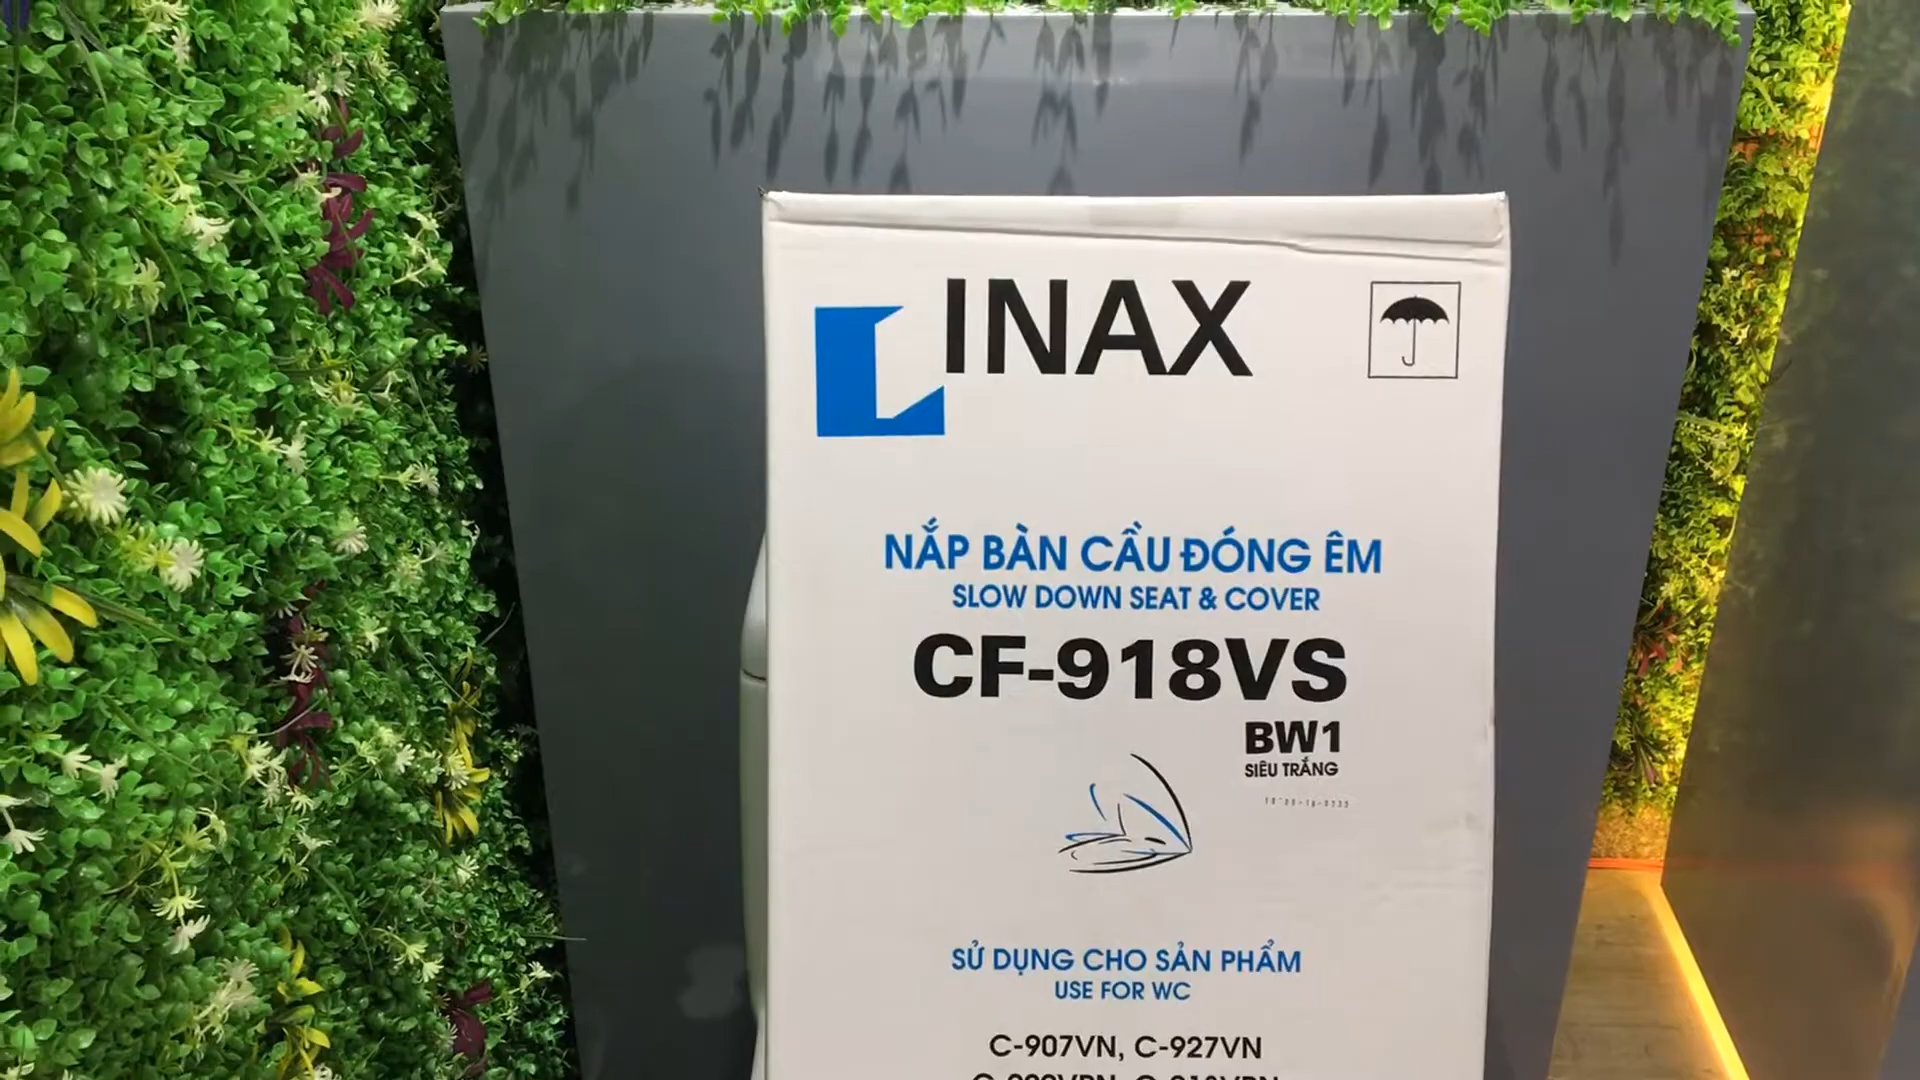 INAX
NẮP BÀN CẦU ĐÓNG ÊM
SLOW DOWN SEAT & COVER
CF-918VS
BW1
SIÊU TRẮNG
SỬ DỤNG CHO SẢN PHẨM
USE FOR WC
C-907VN, C-927VN